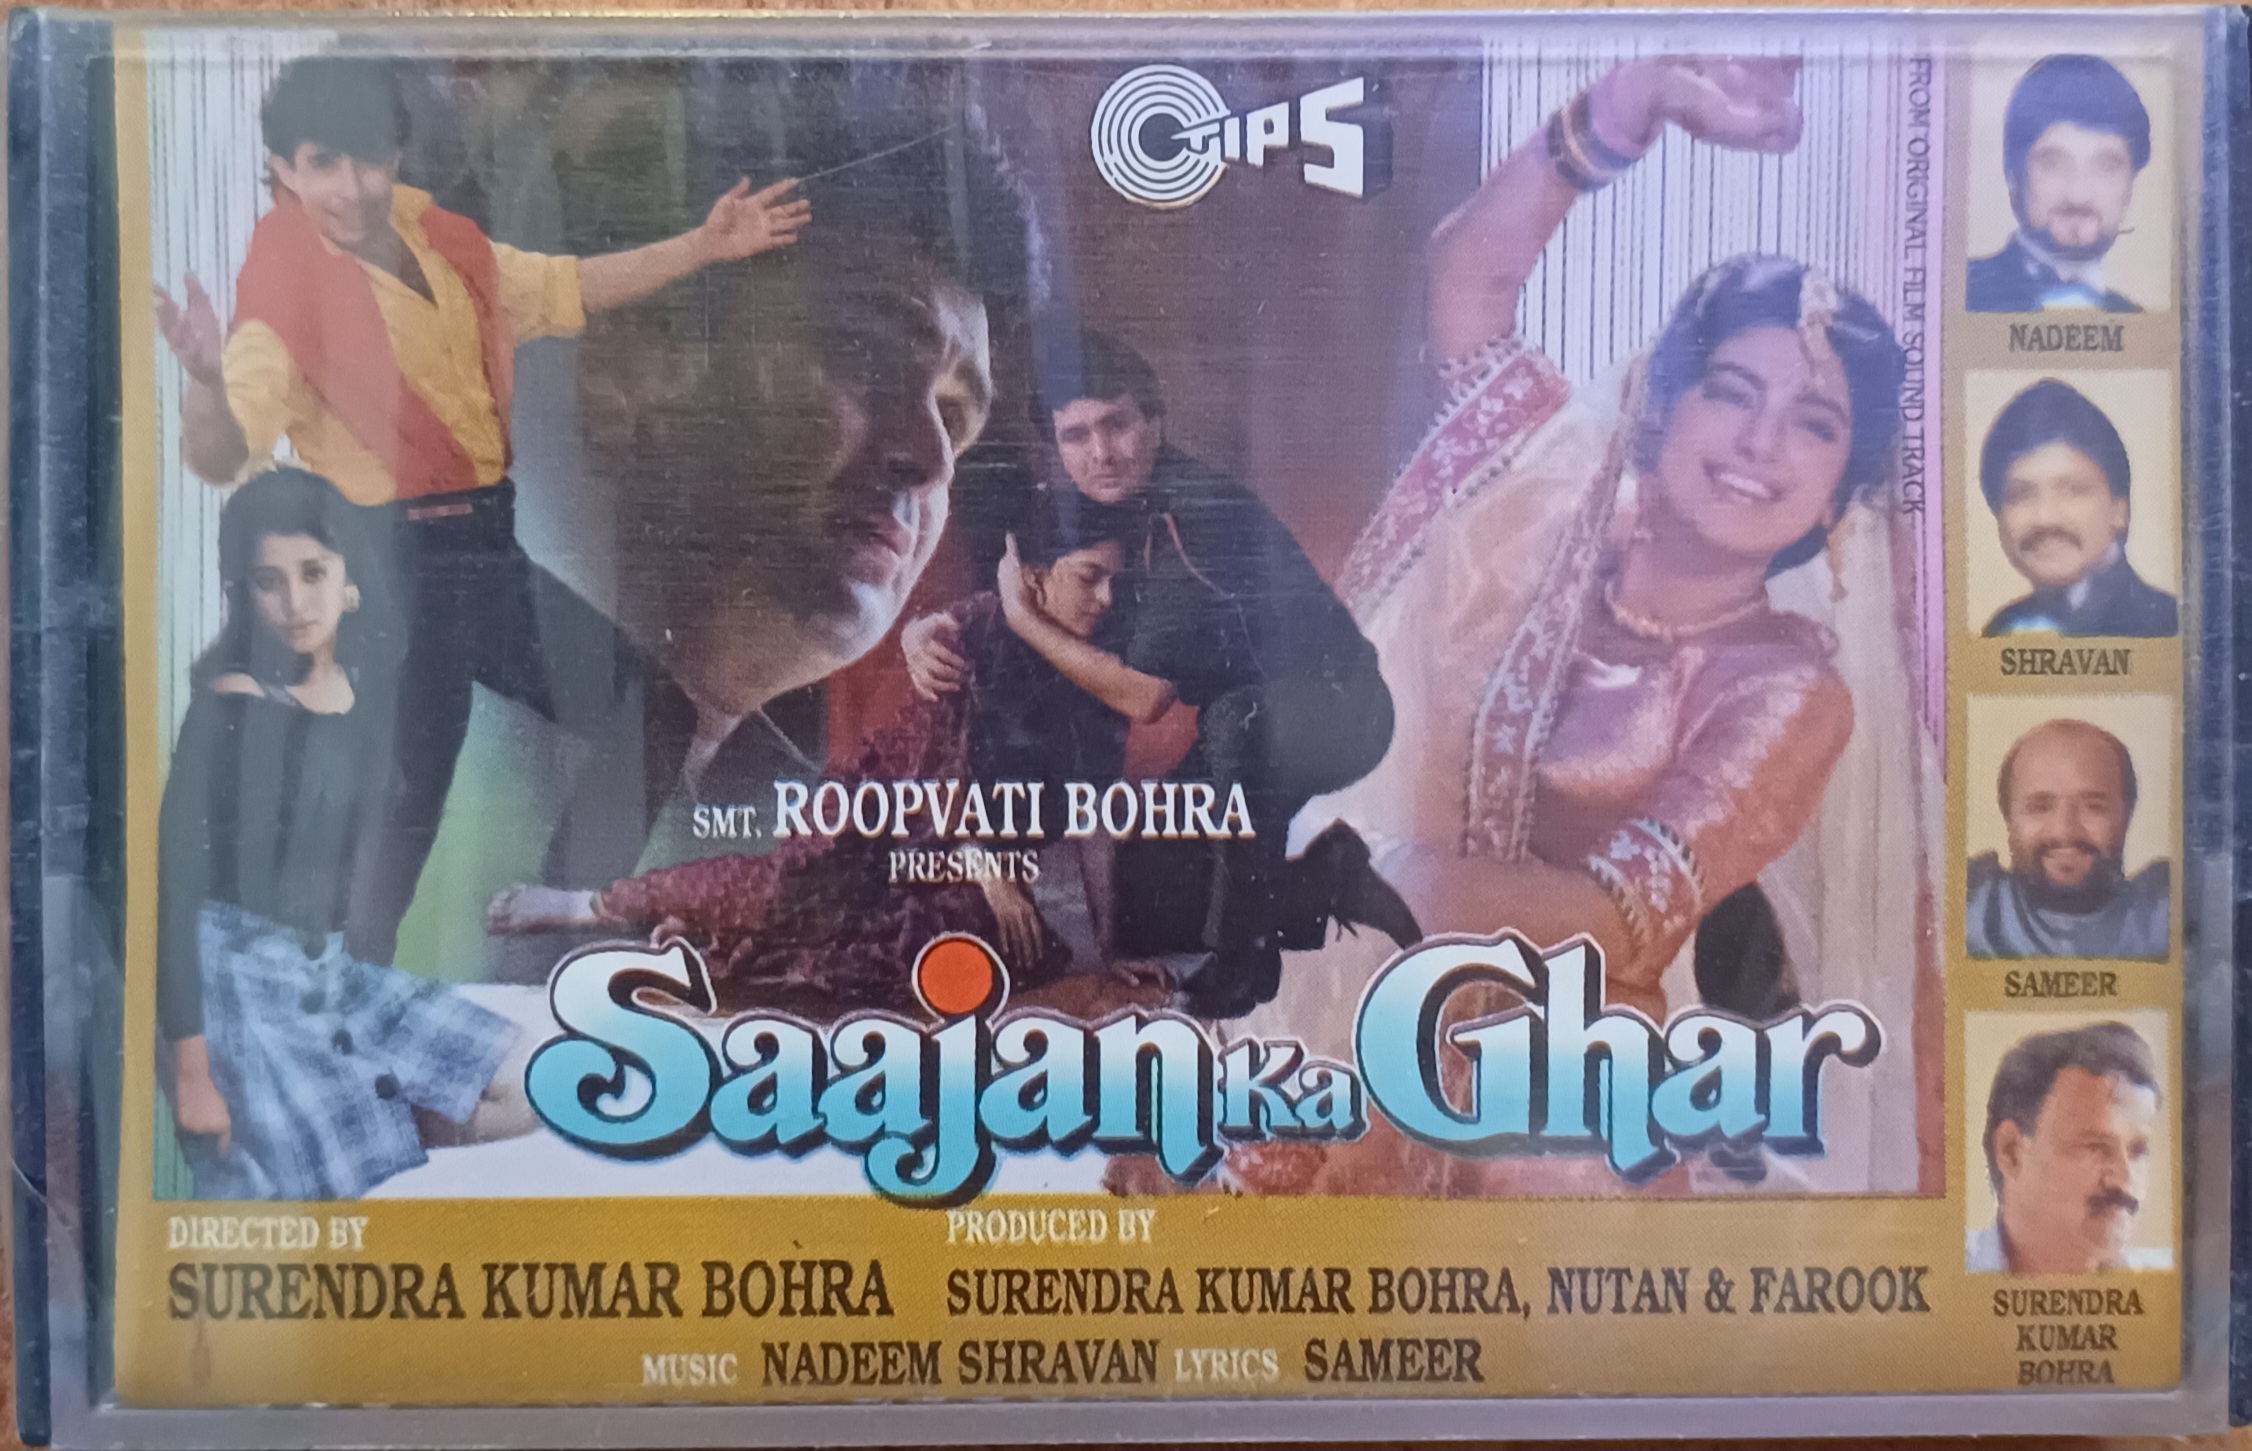 TIPS
FROM ORIGINAL FILM SOUND TRACK
NADEEM
SHRAVAN
SAMEER
SURENDRA
KUMAR
BOHRA
SMT. ROOPVATI BOHRA
PRESENTS
Saajan Ka Ghar
DIRECTED BY
SURENDRA KUMAR BOHRA
PRODUCED BY
SURENDRA KUMAR BOHRA, NUTAN & FAROOK
MUSIC NADEEM SHRAVAN LYRICS SAMEER